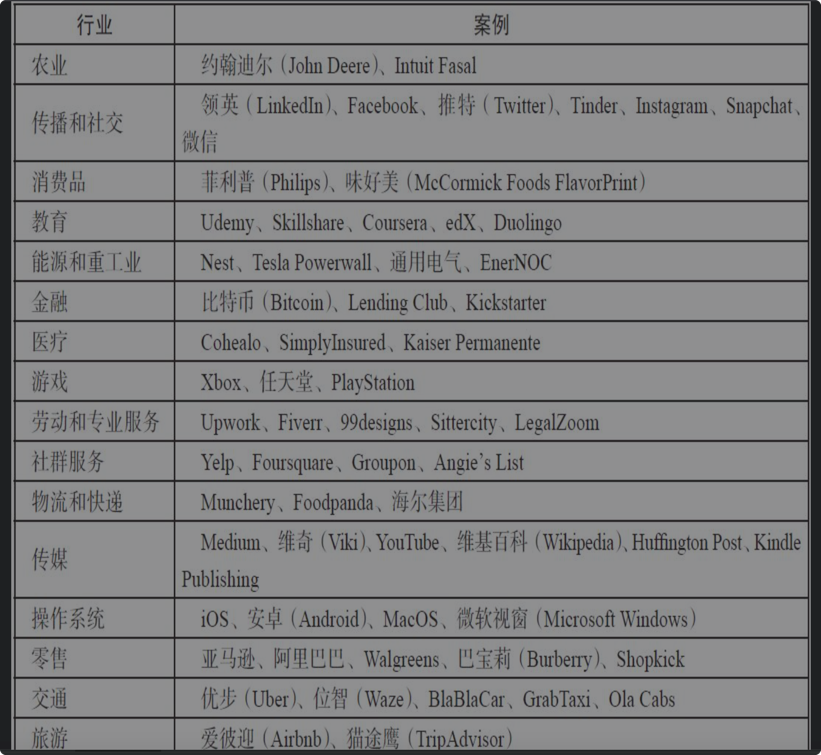 行业 案例
农业 约翰迪尔（John Deere）、Intuit Fasal
传播和社交 领英（LinkedIn）、Facebook、推特（Twitter）、Tinder、Instagram、Snapchat、
微信
消费品 菲利普（Philips）、味好美（McCormick Foods FlavorPrint）
教育 Udemy、Skillshare、Coursera、edX、Duolingo
能源和重工业 Nest、Tesla Powerwall、通用电气、EnerNOC
金融 比特币（Bitcoin）、Lending Club、Kickstarter
医疗 Cohealo、SimplyInsured、Kaiser Permanente
游戏 Xbox、任天堂、PlayStation
劳动和专业服务 Upwork、Fiverr、99designs、Sittercity、LegalZoom
社群服务 Yelp、Foursquare、Groupon、Angie’s List
物流和快递 Munchery、Foodpanda、海尔集团
传媒 Medium、维奇（Viki）、YouTube、维基百科（Wikipedia）、Huffington Post、Kindle
Publishing
操作系统 iOS、安卓（Android）、MacOS、微软视窗（Microsoft Windows）
零售 亚马逊、阿里巴巴、Walgreens、巴宝莉（Burberry）、Shopkick
交通 优步（Uber）、位智（Waze）、BlaBlaCar、GrabTaxi、Ola Cabs
旅游 爱彼迎（Airbnb）、猫途鹰（TripAdvisor）